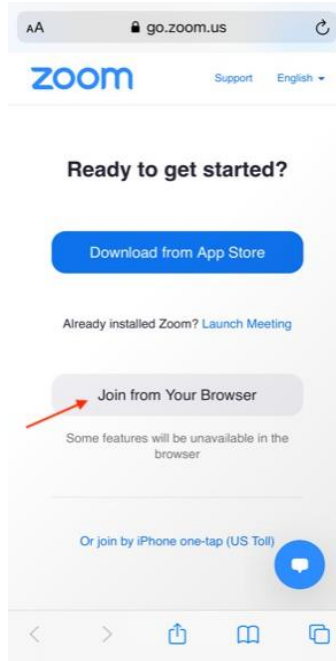 AA go.zoom.us
zoom Support English
Ready to get started?
Download from App Store
Already installed Zoom? Launch Meeting
Join from Your Browser
Some features will be unavailable in the
browser
Or join by iPhone one-tap (US Toll)